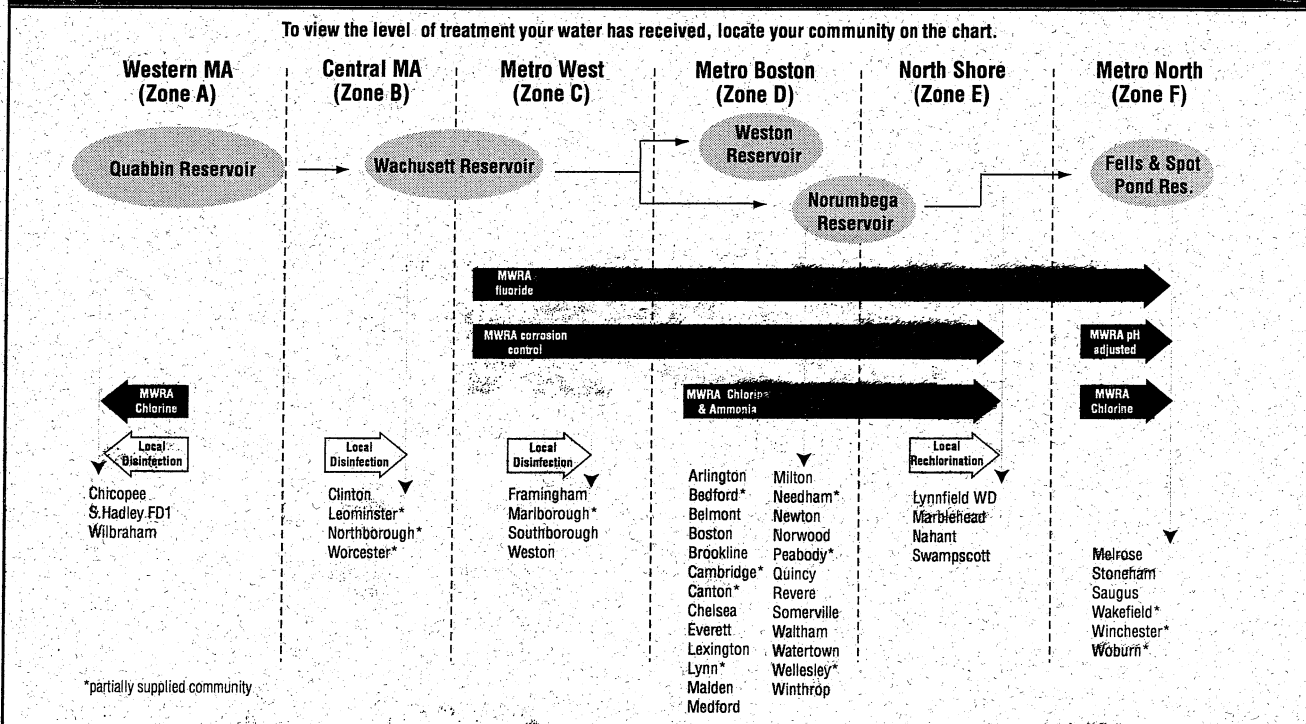 To view the level of treatment your water has received, locate your community on the chart.
Western MA
(Zone A)
Central MA
(Zone B)
Metro West
(Zone C)
Metro Boston
(Zone D)
North Shore
(Zone E)
Metro North
(Zone F)
Quabbin Reservoir
Wachusett Reservoir
Weston
Reservoir
Norumbega
Reservoir
Fells & Spot
Pond Res.
MWRA
fluoride
MWRA corrosion
control
MWRA pH
adjusted
MWRA
Chlorine
MWRA Chlorine
& Ammonia
MWRA
Chlorine
Local
Disinfection
Local
Disinfection
Local
Disinfection
Local
Rechlorination
Chicopee
S.Hadley FD1
Wilbraham
Clinton
Leominster*
Northborough*
Worcester*
Framingham
Marlborough*
Southborough
Weston
Arlington
Bedford*
Belmont
Boston
Brookline
Cambridge*
Canton*
Chelsea
Everett
Lexington
Lynn*
Malden
Medford
Milton
Needham*
Newton
Norwood
Peabody*
Quincy
Revere
Somerville
Waltham
Watertown
Wellesley*
Winthrop
Lynnfield WD
Marblehead
Nahant
Swampscott
Melrose
Stoneham
Saugus
Wakefield*
Winchester*
Woburn*
*partially supplied community